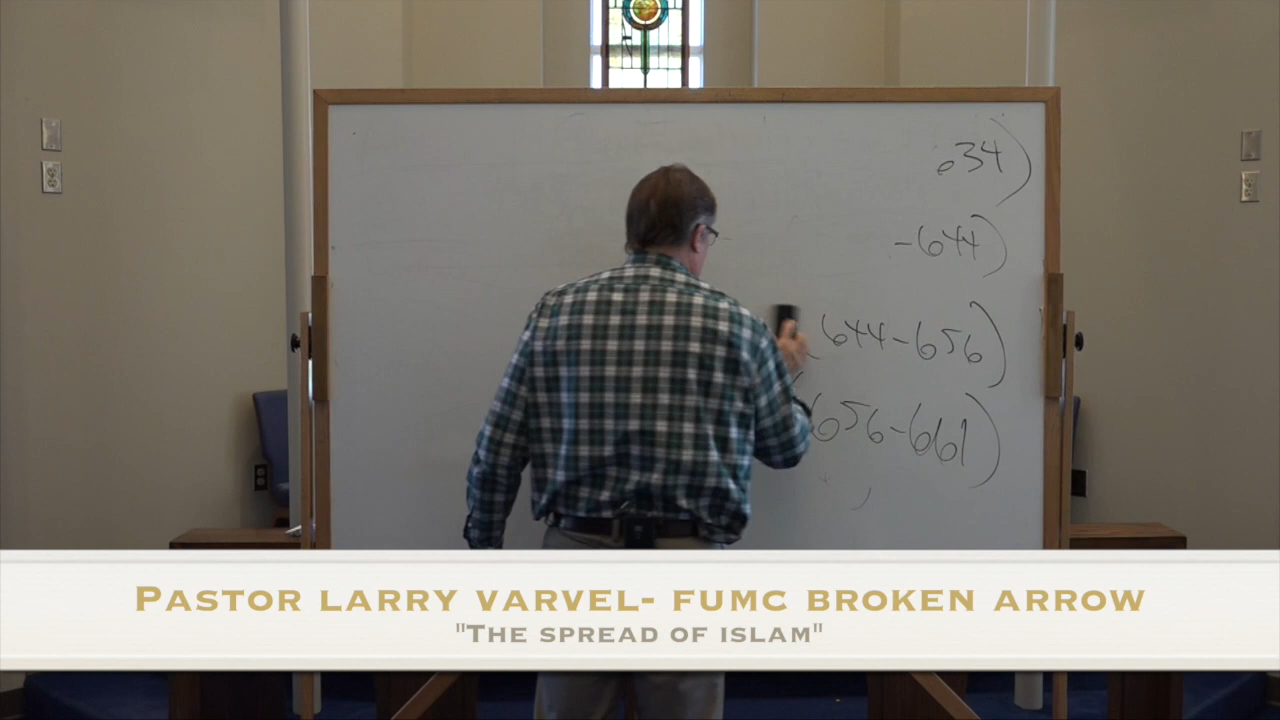 634)
-644)
644-656)
(656-661)
PASTOR LARRY VARVEL- FUMC BROKEN ARROW
"THE SPREAD OF ISLAM"